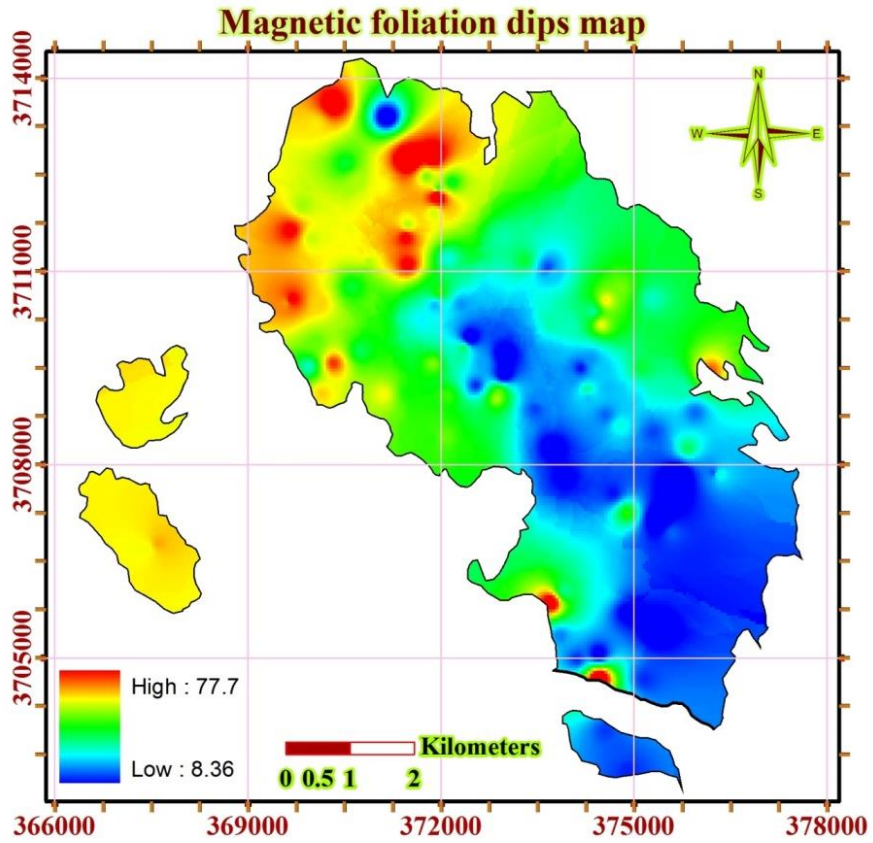 Magnetic foliation dips map
3714000
3711000
3708000
3705000
N
W E
S
High : 77.7
Low : 8.36
Kilometers
0 0.5 1 2
366000 369000 372000 375000 378000